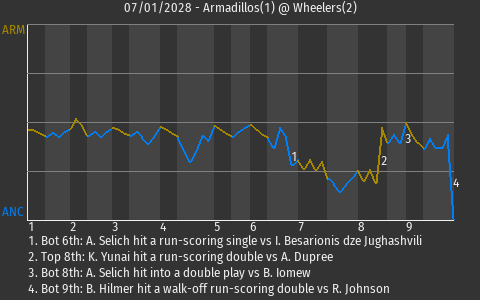 07/01/2028 - Armadillos(1) @ Wheelers(2)
ARM
1
2
3
ANC
4
1 2 3 4 5 6 7 8 9
1. Bot 6th: A. Selich hit a run-scoring single vs I. Besarionis dze Jughashvili
2. Top 8th: K. Yunai hit a run-scoring double vs A. Dupree
3. Bot 8th: A. Selich hit into a double play vs B. Iomew
4. Bot 9th: B. Hilmer hit a walk-off run-scoring double vs R. Johnson